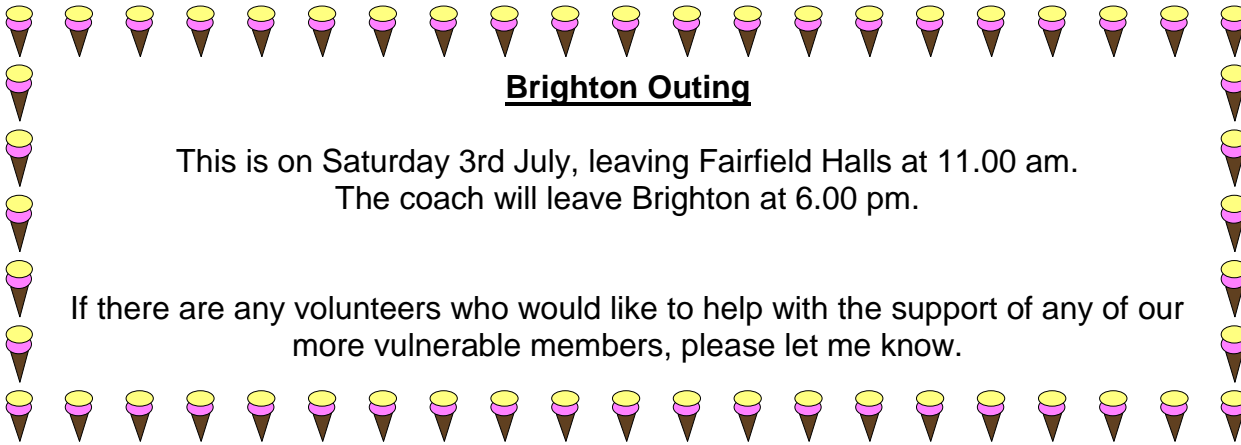 Brighton Outing
This is on Saturday 3rd July, leaving Fairfield Halls at 11.00 am.
The coach will leave Brighton at 6.00 pm.
If there are any volunteers who would like to help with the support of any of our
more vulnerable members, please let me know.